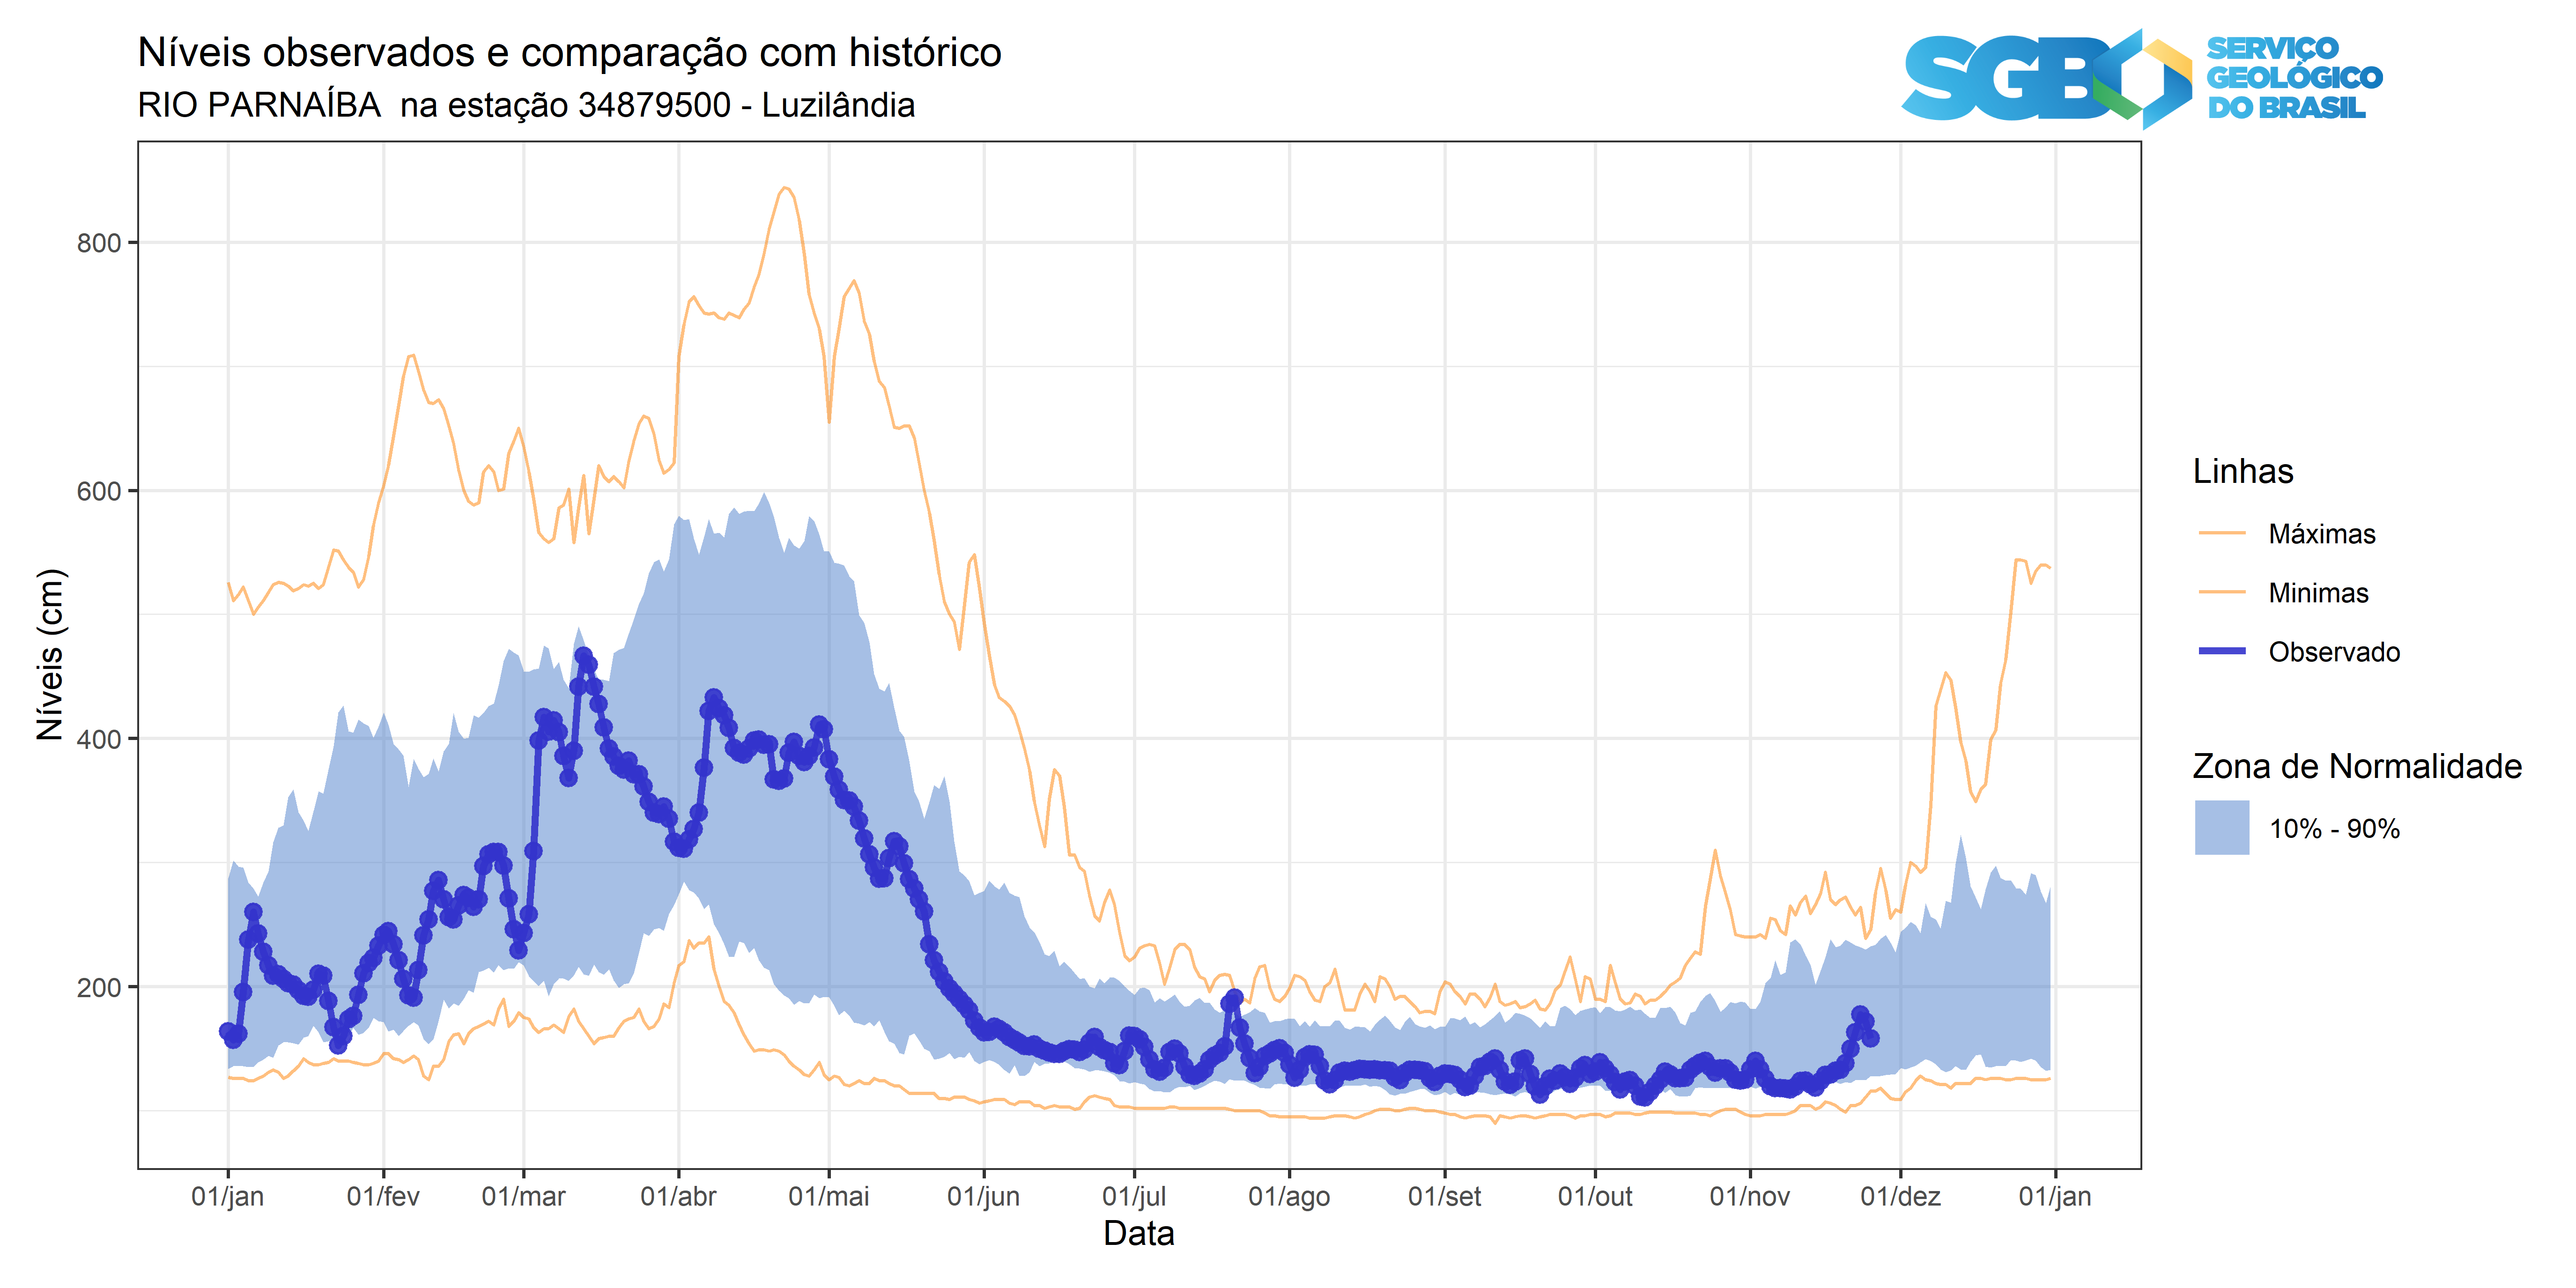 Níveis observados e comparação com histórico
RIO PARNAÍBA  na estação 34879500 - Luzilândia
SGB
SERVIÇO
GEOLÓGICO
DO BRASIL
Níveis (cm)
800
600
400
200
01/jan 01/fev 01/mar 01/abr 01/mai 01/jun 01/jul 01/ago 01/set 01/out 01/nov 01/dez 01/jan
Data
Linhas
Máximas
Minimas
Observado
Zona de Normalidade
10% - 90%